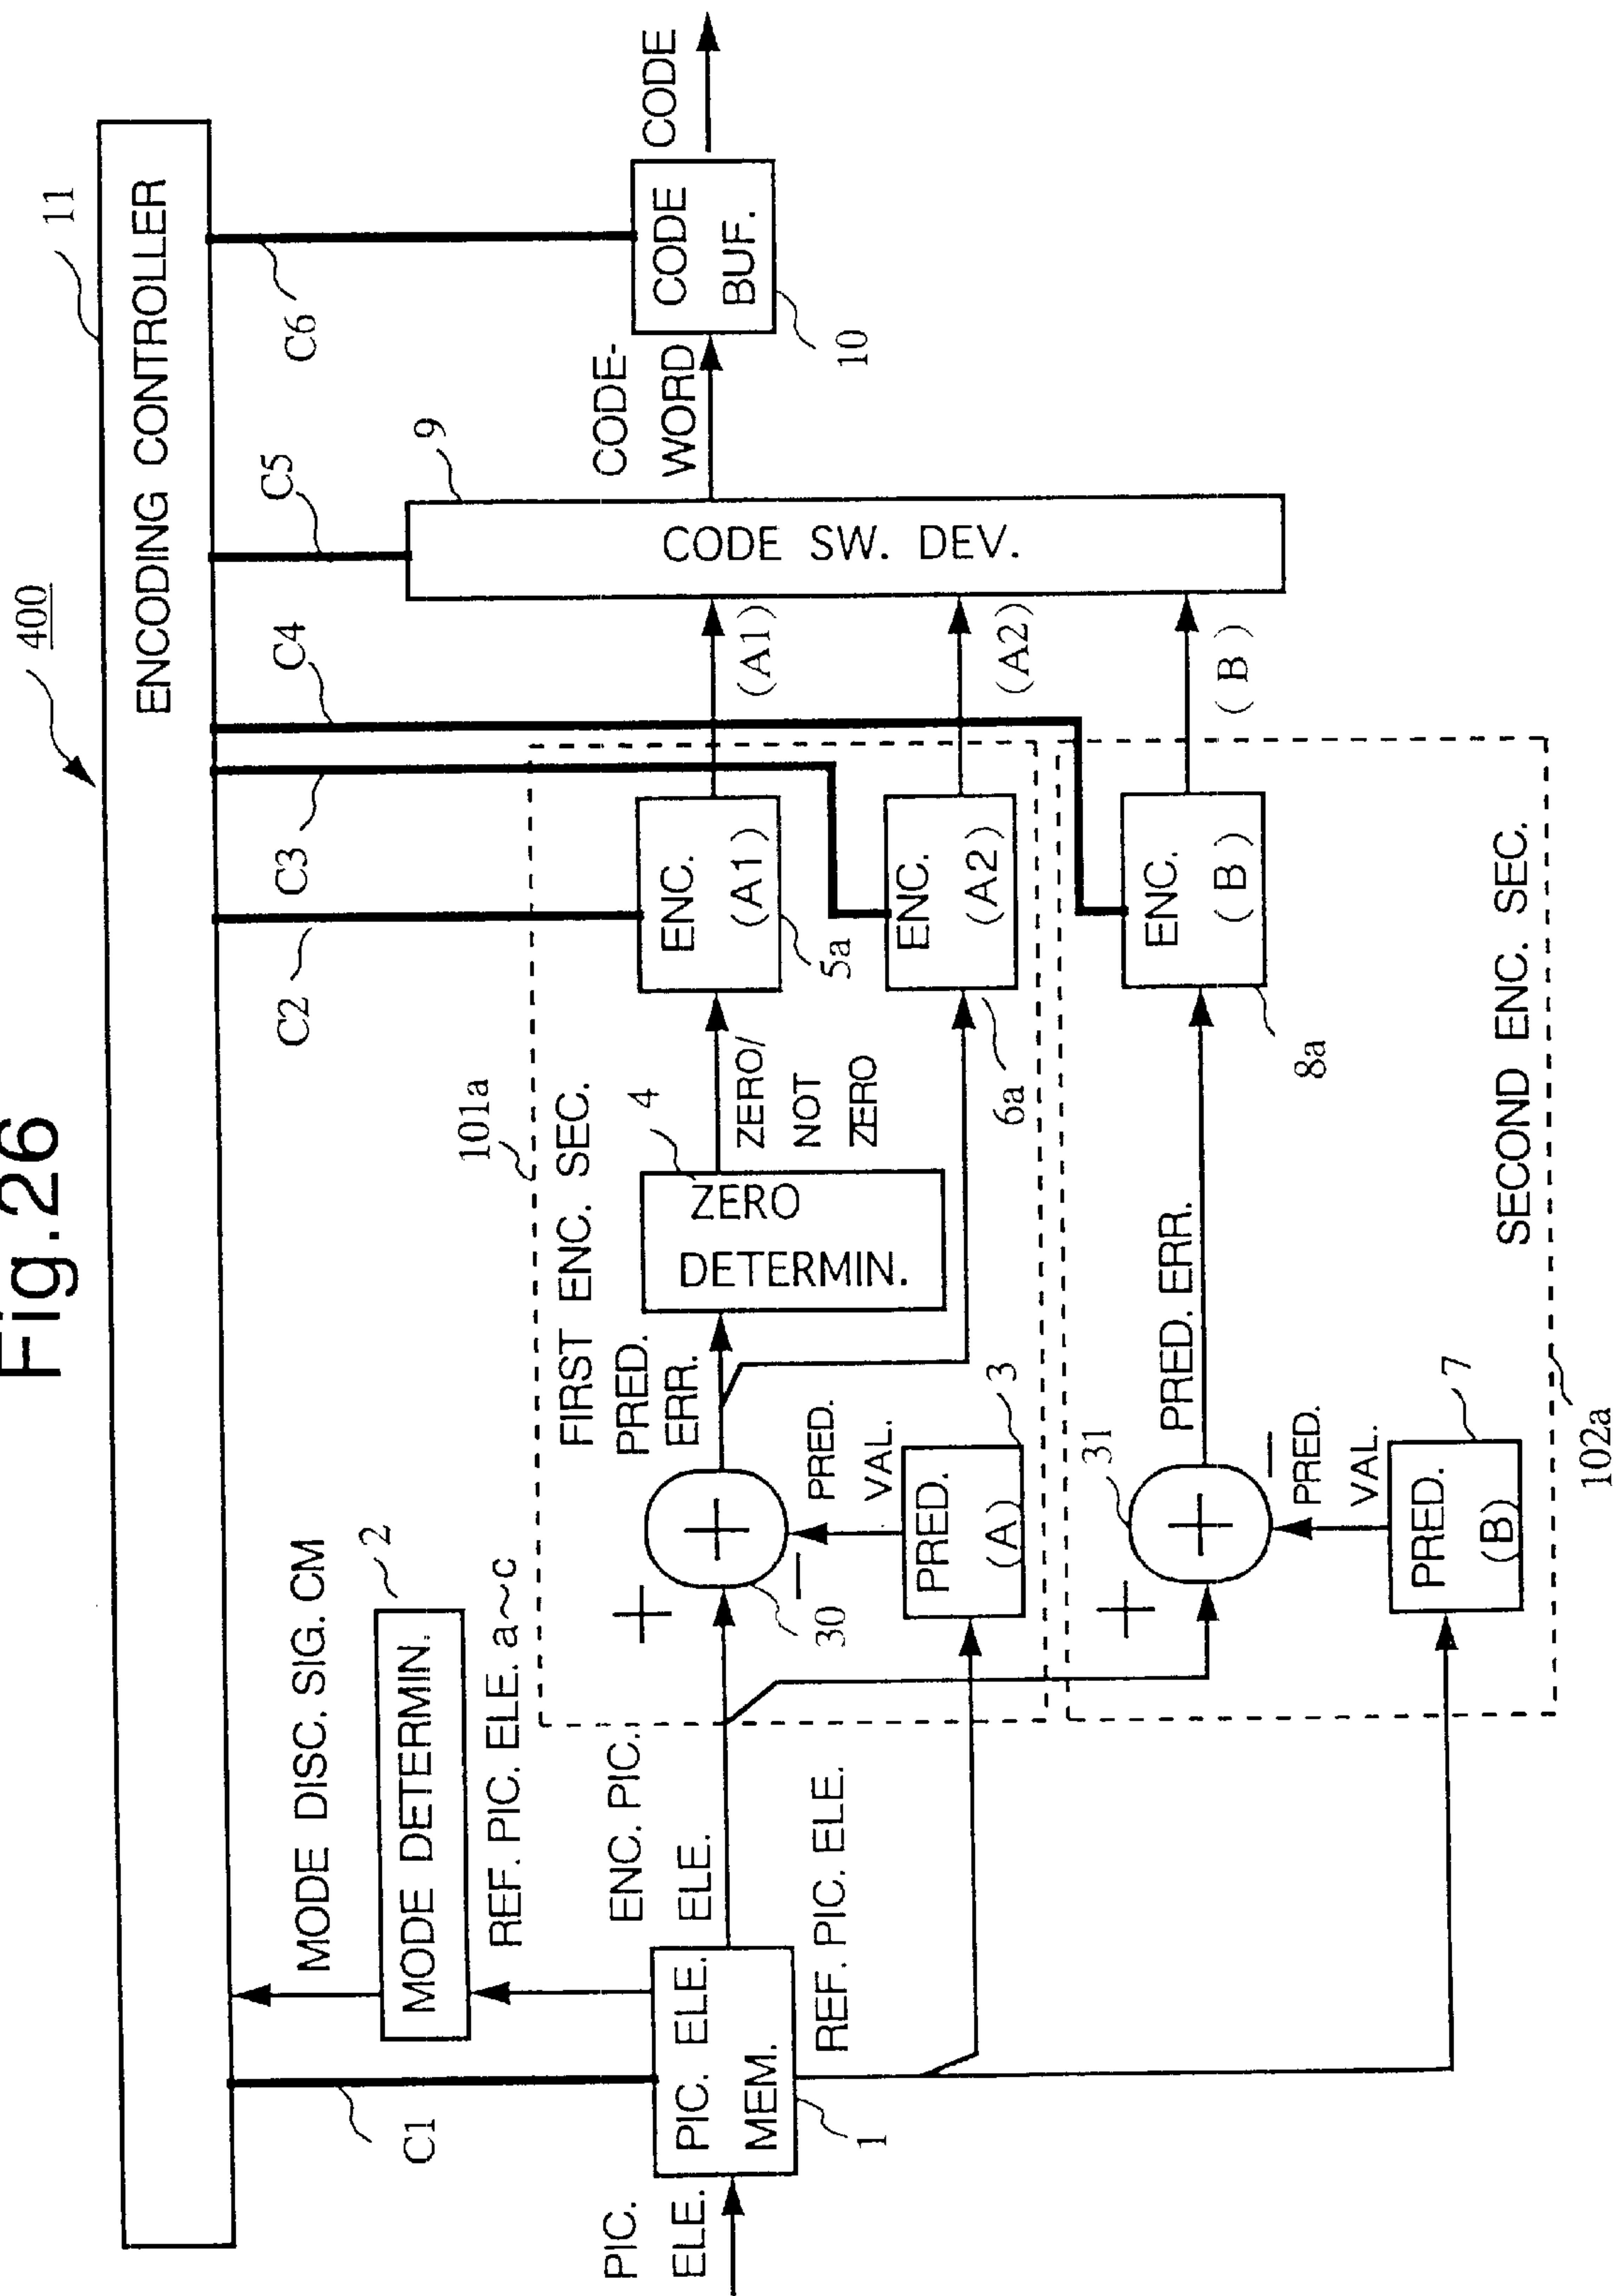 Fig.26
400
11
ENCODING CONTROLLER
C1
MODE DISC. SIG. CM
C2
C3
C4
C5
C6
2
MODE DETERMIN.
REF. PIC. ELE. a~c
PIC.
ELE.
PIC. ELE.
MEM.
1
ENC. PIC.
ELE.
REF. PIC. ELE.
101a
FIRST ENC. SEC.
+
+
−
30
PRED.
ERR.
PRED.
VAL.
PRED.
(A)
3
4
ZERO
DETERMIN.
ZERO/
NOT
ZERO
ENC.
(A1)
5a
ENC.
(A2)
6a
(A1)
(A2)
(B)
9
CODE SW. DEV.
CODE-
WORD
CODE
BUF.
10
CODE
+
+
−
31
PRED. ERR.
PRED.
VAL.
PRED.
(B)
7
ENC.
(B)
8a
SECOND ENC. SEC.
102a